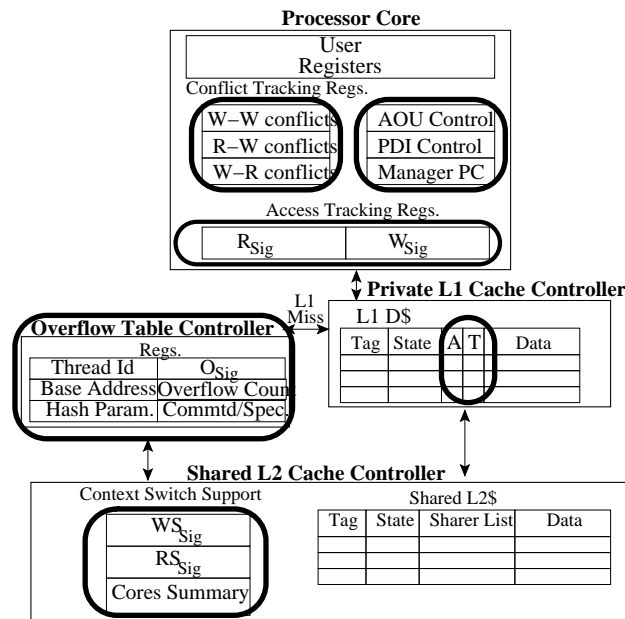 Processor Core
User
Registers
Conflict Tracking Regs.
W–W conflicts
R–W conflicts
W–R conflicts
AOU Control
PDI Control
Manager PC
Access Tracking Regs.
RSig
WSig
L1
Miss
Private L1 Cache Controller
L1 D$
Tag State A T Data
Overflow Table Controller
Regs.
Thread Id OSig
Base Address Overflow Count
Hash Param. Commtd/Spec.
Shared L2 Cache Controller
Context Switch Support
WSSig
RSSig
Cores Summary
Shared L2$
Tag State Sharer List Data